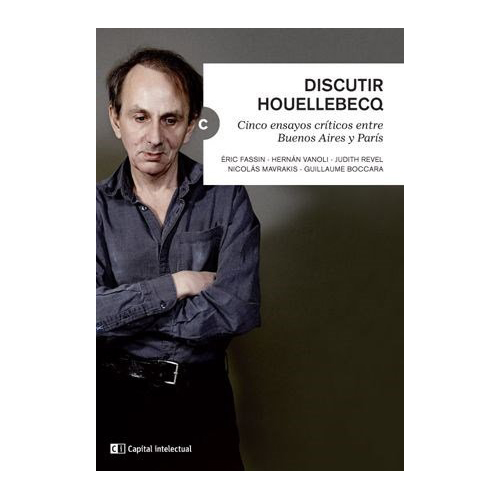 DISCUTIR
HOUELLEBECQ
C
Cinco ensayos críticos entre
Buenos Aires y París
ÉRIC FASSIN · HERNÁN VANOLI · JUDITH REVEL
NICOLÁS MAVRAKIS · GUILLAUME BOCCARA
CI Capital intelectual